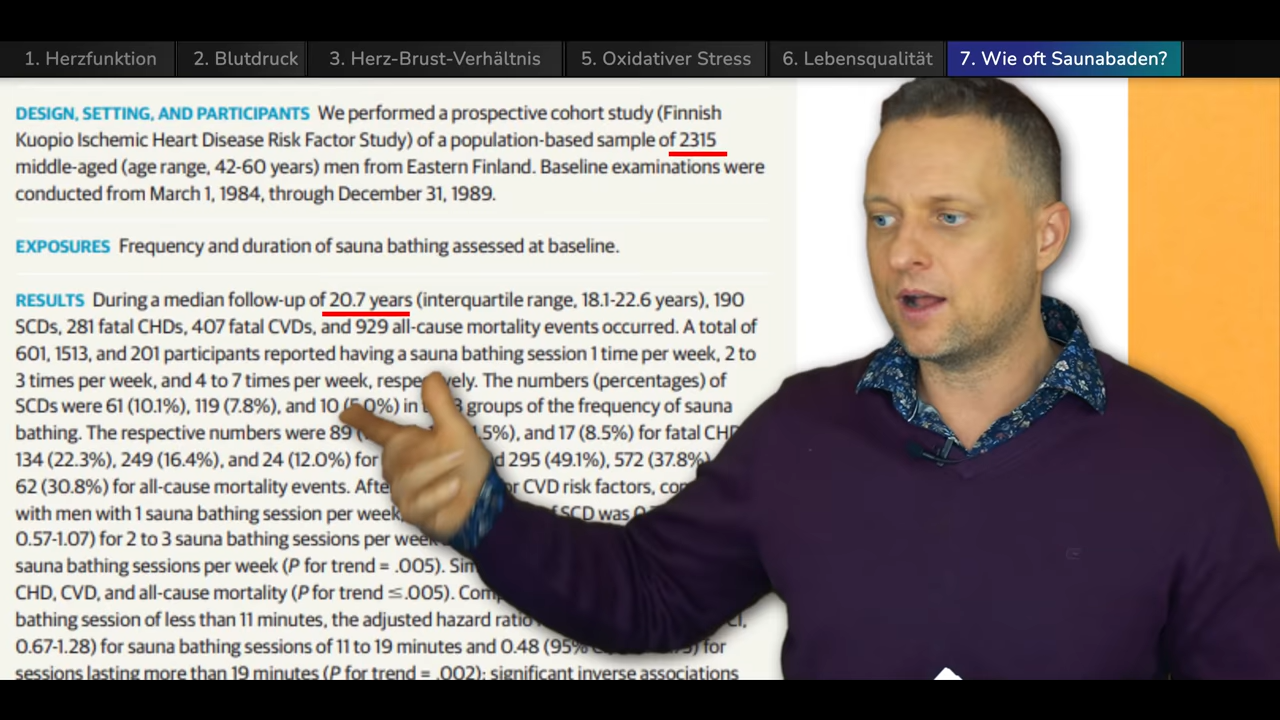 1. Herzfunktion
2. Blutdruck
3. Herz-Brust-Verhältnis
5. Oxidativer Stress
6. Lebensqualität
7. Wie oft Saunabaden?
DESIGN, SETTING, AND PARTICIPANTS We performed a prospective cohort study (Finnish
Kuopio Ischemic Heart Disease Risk Factor Study) of a population-based sample of 2315
middle-aged (age range, 42-60 years) men from Eastern Finland. Baseline examinations were
conducted from March 1, 1984, through December 31, 1989.
EXPOSURES Frequency and duration of sauna bathing assessed at baseline.
RESULTS During a median follow-up of 20.7 years (interquartile range, 18.1-22.6 years), 190
SCDs, 281 fatal CHDs, 407 fatal CVDs, and 929 all-cause mortality events occurred. A total of
601, 1513, and 201 participants reported having a sauna bathing session 1 time per week, 2 to
3 times per week, and 4 to 7 times per week, respectively. The numbers (percentages) of
SCDs were 61 (10.1%), 119 (7.8%), and 10 (5.0%) in 3 groups of the frequency of sauna
bathing. The respective numbers were 89 and 17 (8.5%) for fatal CHD
134 (22.3%), 249 (16.4%), and 24 (12.0%) for 295 (49.1%), 572 (37.8%),
62 (30.8%) for all-cause mortality events. CVD risk factors,
with men with 1 sauna bathing session per week, SCD was
0.57-1.07) for 2 to 3 sauna bathing sessions per week
sauna bathing sessions per week (P for trend = .005).
CHD, CVD, and all-cause mortality (P for trend ≤.005).
bathing session of less than 11 minutes, the adjusted hazard ratio CI,
0.67-1.28) for sauna bathing sessions of 11 to 19 minutes and 0.48 (95% for
sessions lasting more than 19 minutes (P for trend = .002); significant inverse associations